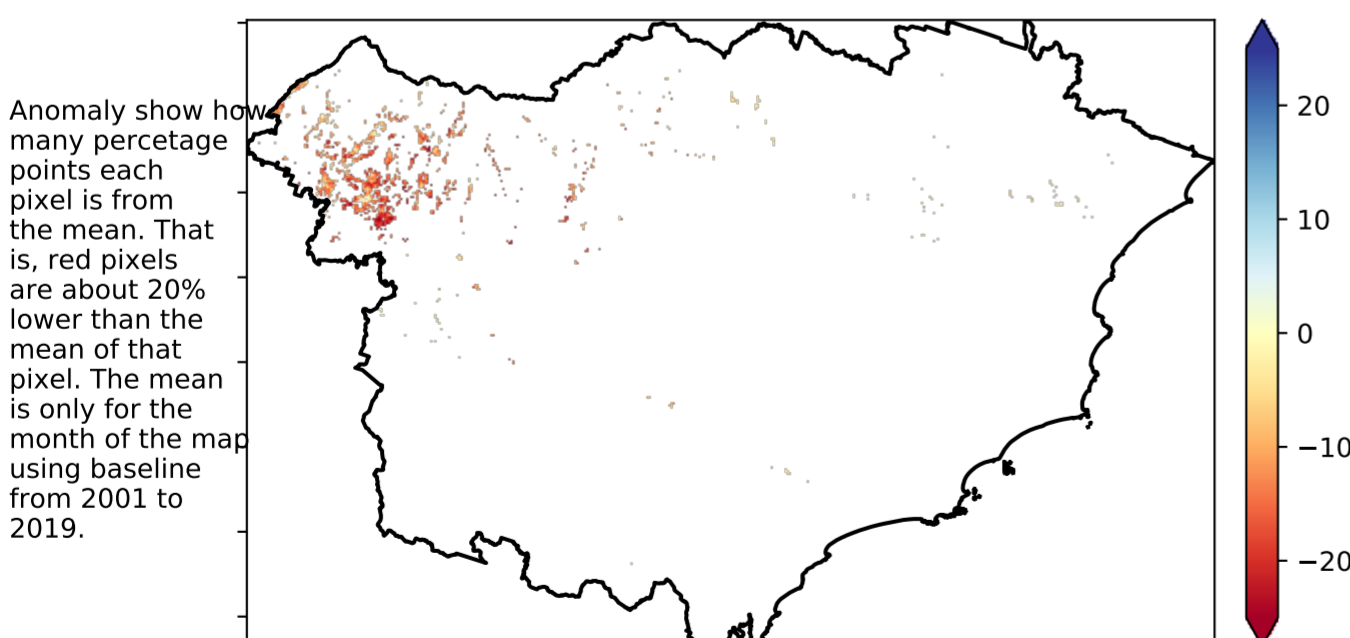 Anomaly show how
many percetage
points each
pixel is from
the mean. That
is, red pixels
are about 20%
lower than the
mean of that
pixel. The mean
is only for the
month of the map
using baseline
from 2001 to
2019.
20
10
0
−10
−20